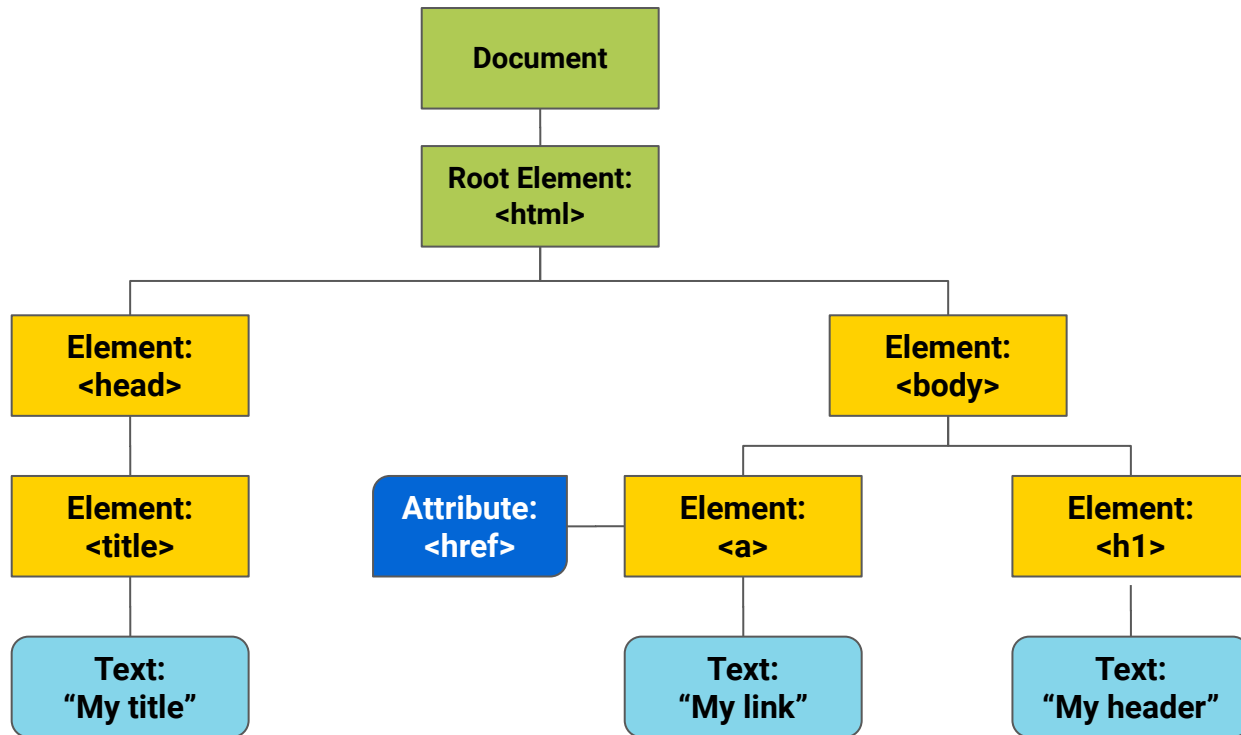 Document
Root Element:
<html>
Element:
<head>
Element:
<body>
Element:
<title>
Attribute:
<href>
Element:
<a>
Element:
<h1>
Text:
“My title”
Text:
“My link”
Text:
“My header”